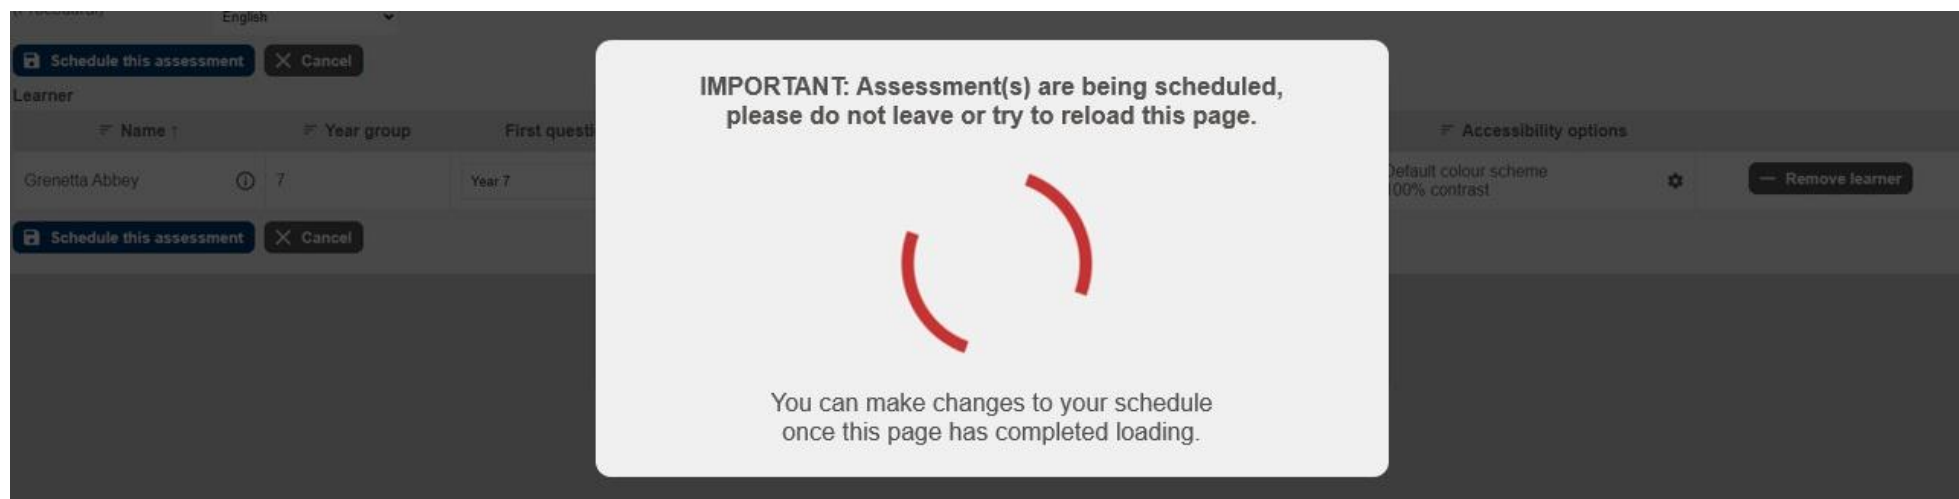 English
Schedule this assessment Cancel
Learner
Name ↑ Year group First questi Accessibility options
Grenetta Abbey 7 Year 7 Default colour scheme
100% contrast
Remove learner
Schedule this assessment Cancel
IMPORTANT: Assessment(s) are being scheduled,
please do not leave or try to reload this page.
You can make changes to your schedule
once this page has completed loading.